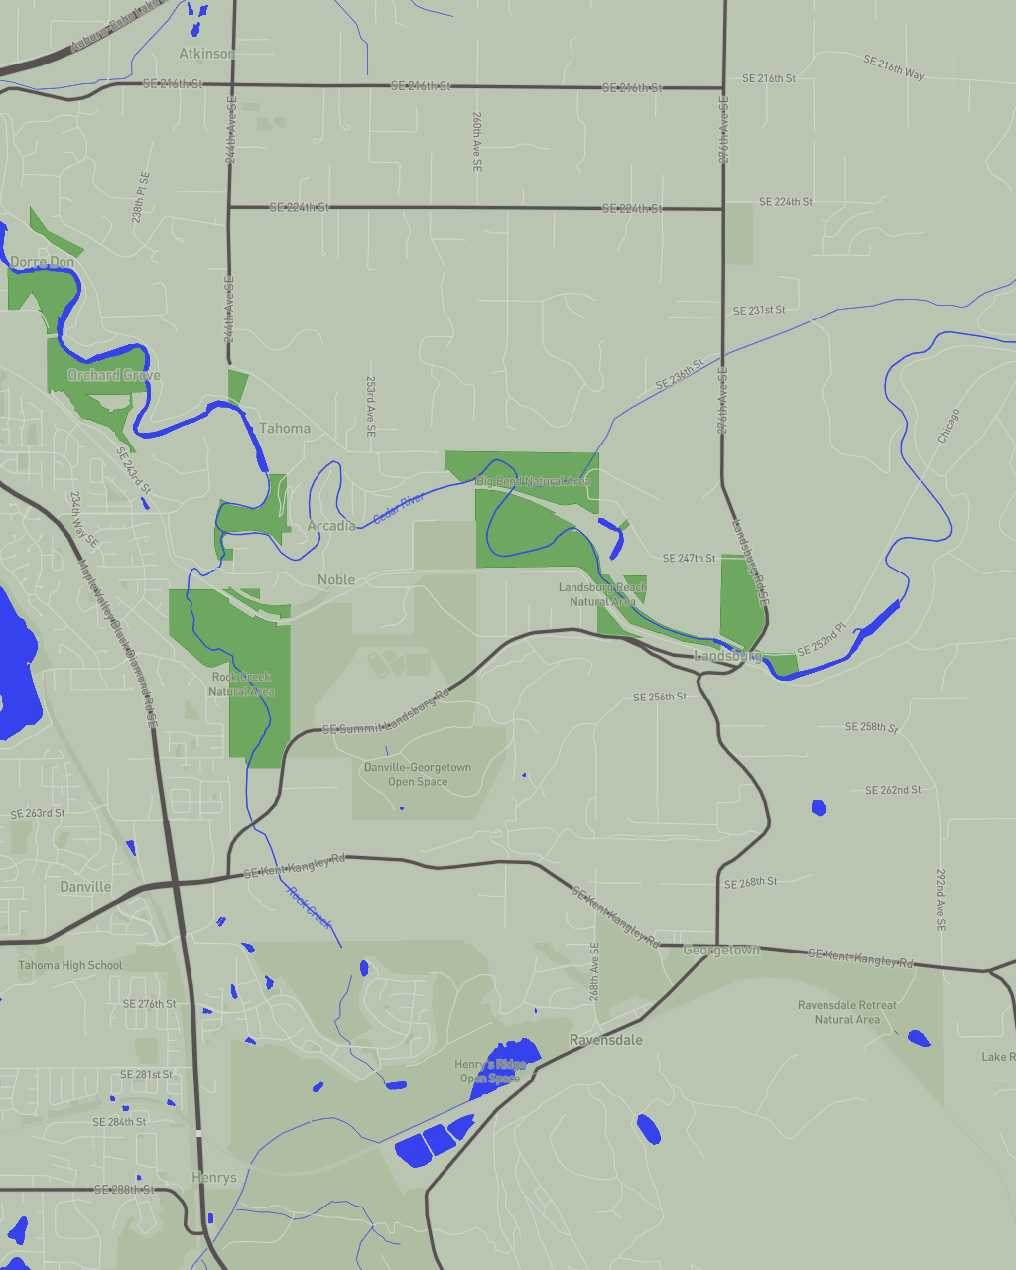 Auburn-Echo Lake
Atkinson
SE 216th Way
SE 216th St
SE 216th St
SE 216th St
SE 216th St
244th Ave SE
260th Ave SE
276th Ave SE
238th Pl SE
SE 224th St
SE 224th St
SE 224th St
Dorre Don
244th Ave SE
SE 231st St
SE 236th St
Orchard Grove
253rd Ave SE
276th Ave SE
Chicago
Tahoma
SE 243rd St
Big Bend Natural Area
234th Way SE
Cedar River
Arcadia
Landsburg Rd SE
SE 247th St
Noble
Landsburg Reach
Natural Area
Maple Valley Black Diamond Rd SE
SE 252nd Pl
Landsburg
Rock Creek
Natural Area
SE 256th St
SE Summit Landsburg Rd
SE 258th St
Danville-Georgetown
Open Space
SE 262nd St
SE 263rd St
SE Kent Kangley Rd
Danville
SE 268th St
292nd Ave SE
Rock Creek
SE Kent Kangley Rd
Georgetown
SE Kent-Kangley Rd
Tahoma High School
268th Ave SE
SE 276th St
Ravensdale Retreat
Natural Area
Ravensdale
Henry's Ridge
Open Space
Lake R
SE 281st St
SE 284th St
Henrys
SE 288th St